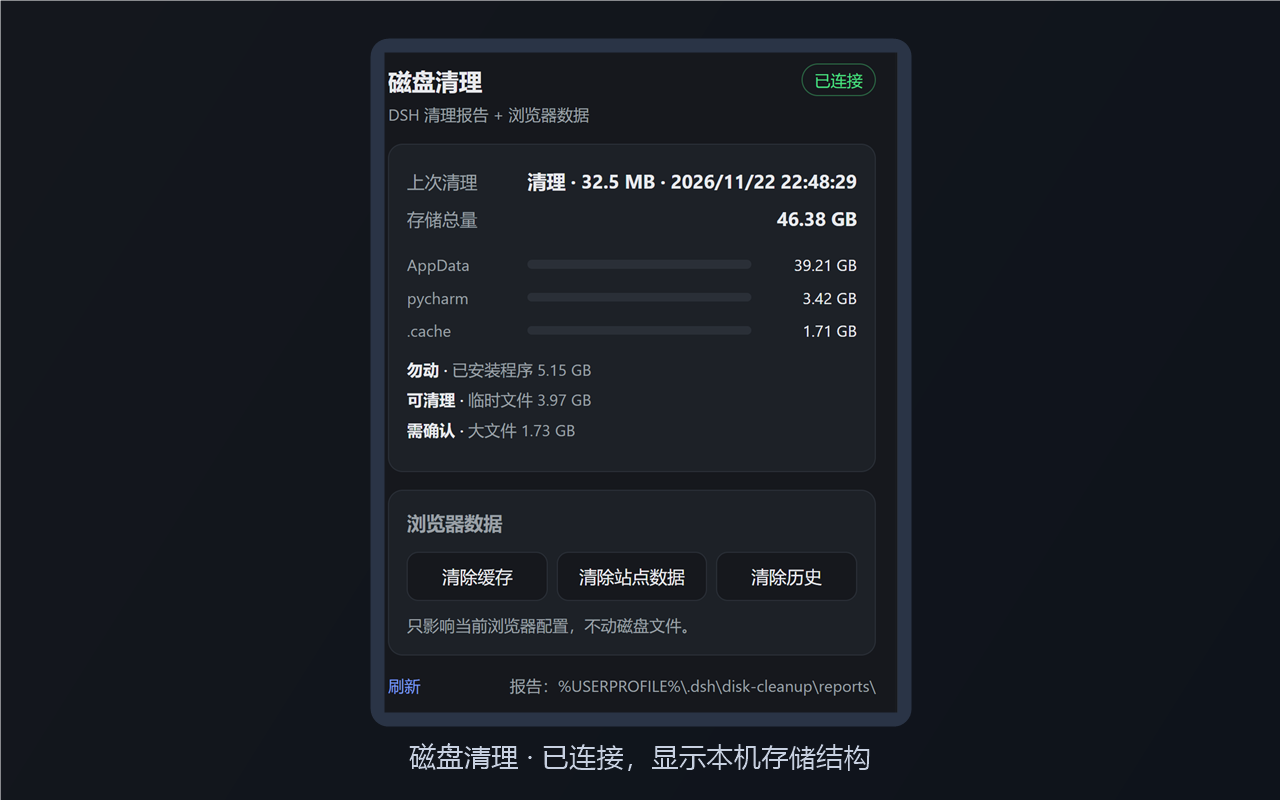 磁盘清理
已连接
DSH 清理报告 + 浏览器数据
上次清理 清理 · 32.5 MB · 2026/11/22 22:48:29
存储总量 46.38 GB
AppData 39.21 GB
pycharm 3.42 GB
.cache 1.71 GB
勿动 · 已安装程序 5.15 GB
可清理 · 临时文件 3.97 GB
需确认 · 大文件 1.73 GB
浏览器数据
清除缓存 清除站点数据 清除历史
只影响当前浏览器配置，不动磁盘文件。
刷新 报告：%USERPROFILE%\.dsh\disk-cleanup\reports\
磁盘清理 · 已连接，显示本机存储结构